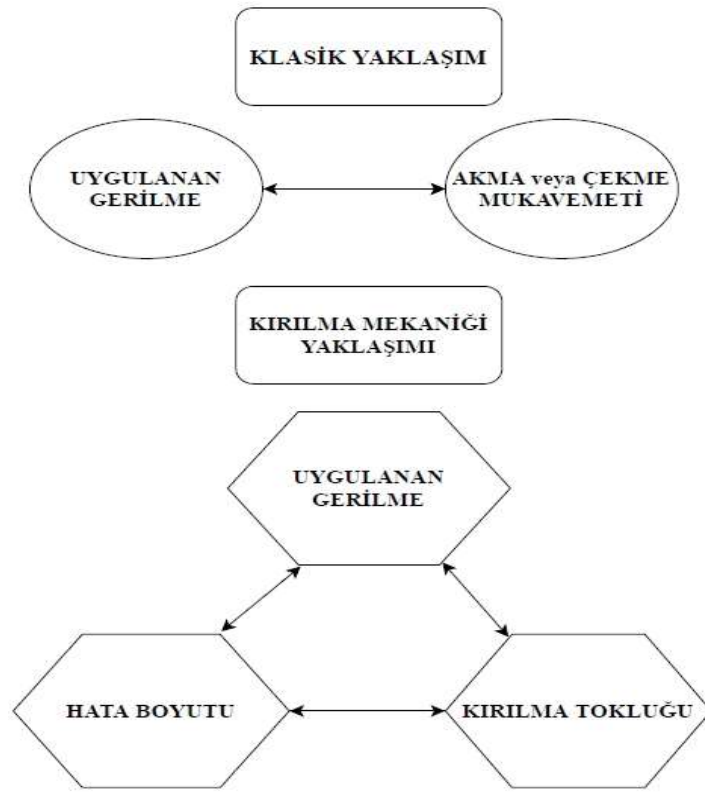 KLASİK YAKLAŞIM
UYGULANAN
GERİLME
AKMA veya ÇEKME
MUKAVEMETİ
KIRILMA MEKANİĞİ
YAKLAŞIMI
UYGULANAN
GERİLME
HATA BOYUTU
KIRILMA TOKLUĞU